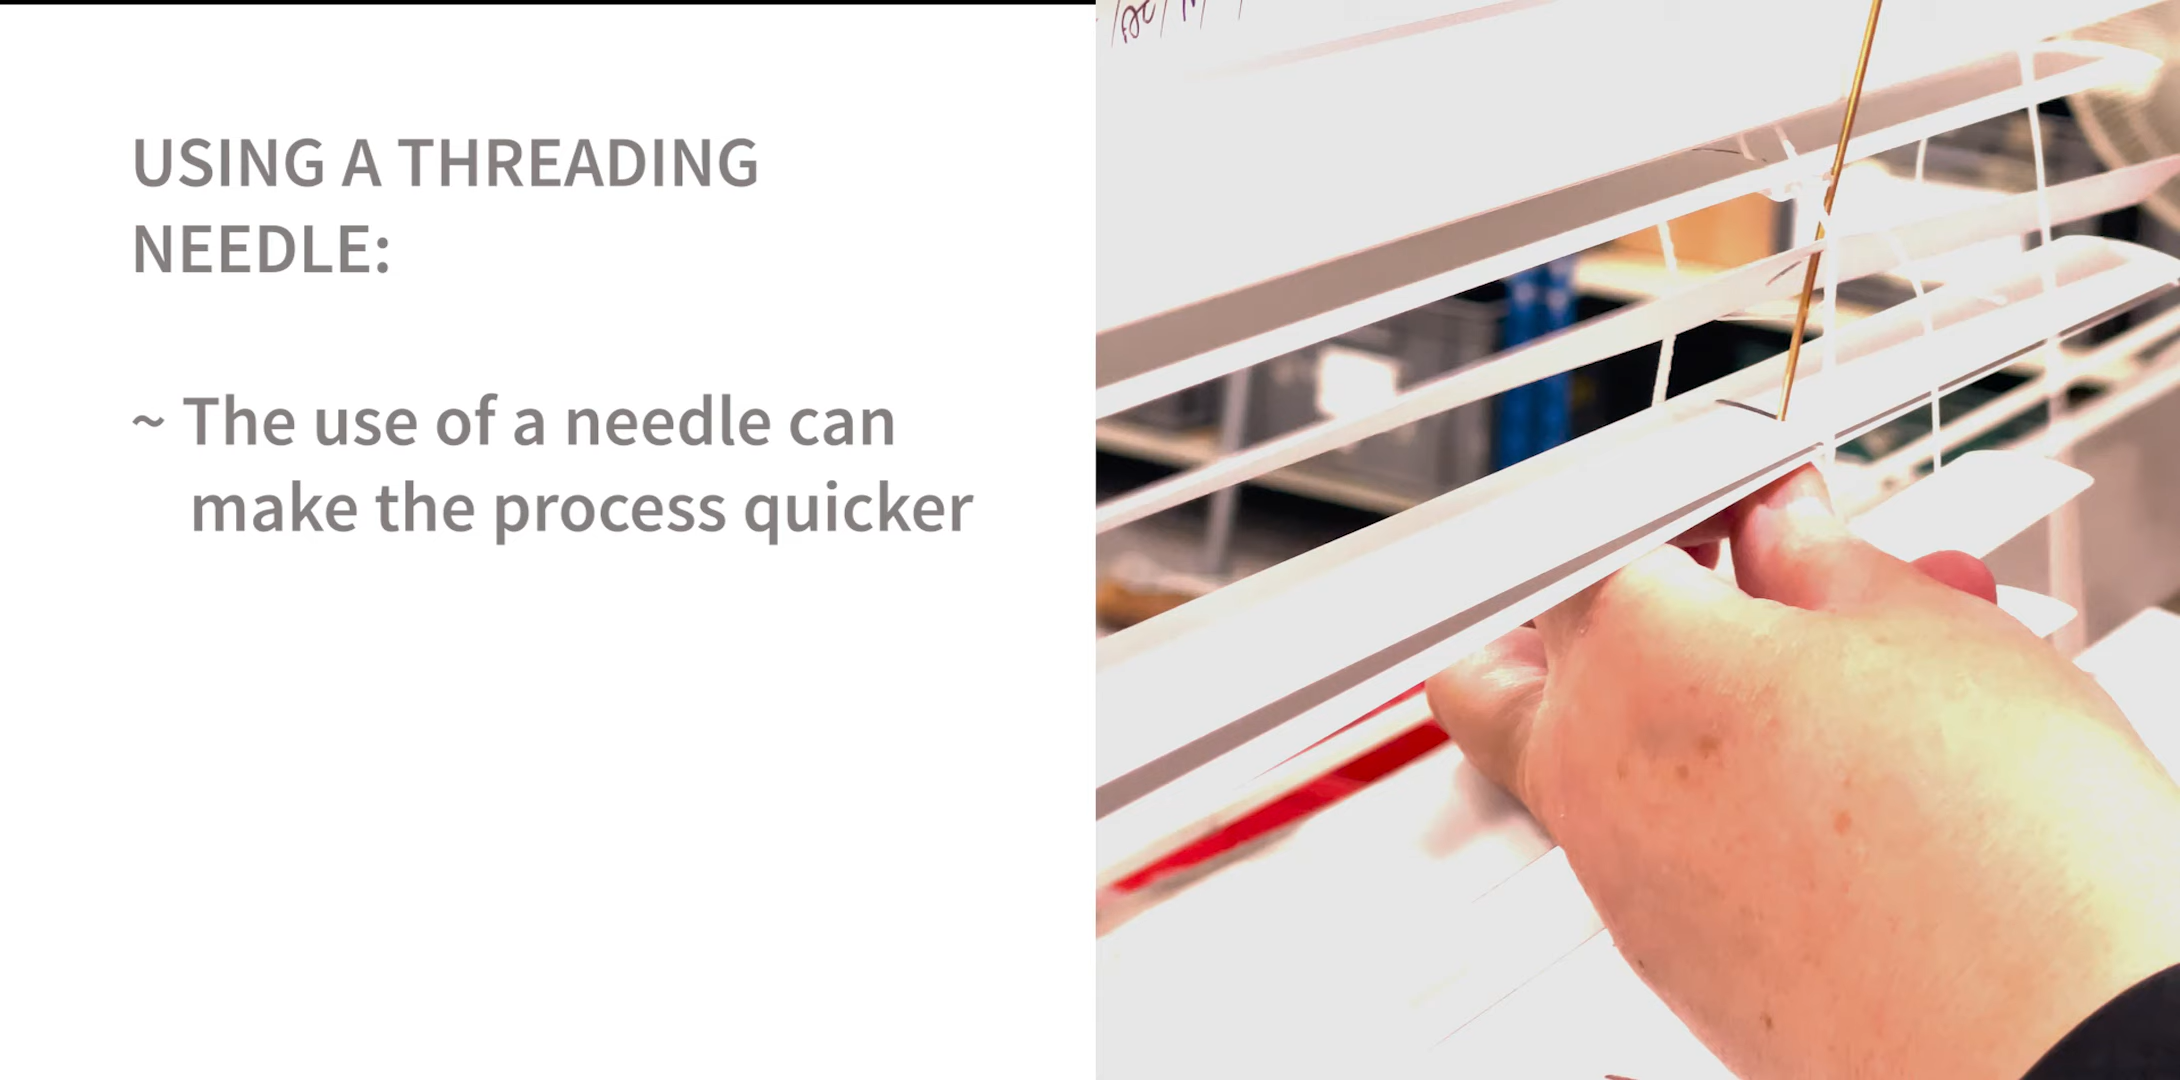 USING A THREADING
NEEDLE:
~ The use of a needle can
make the process quicker